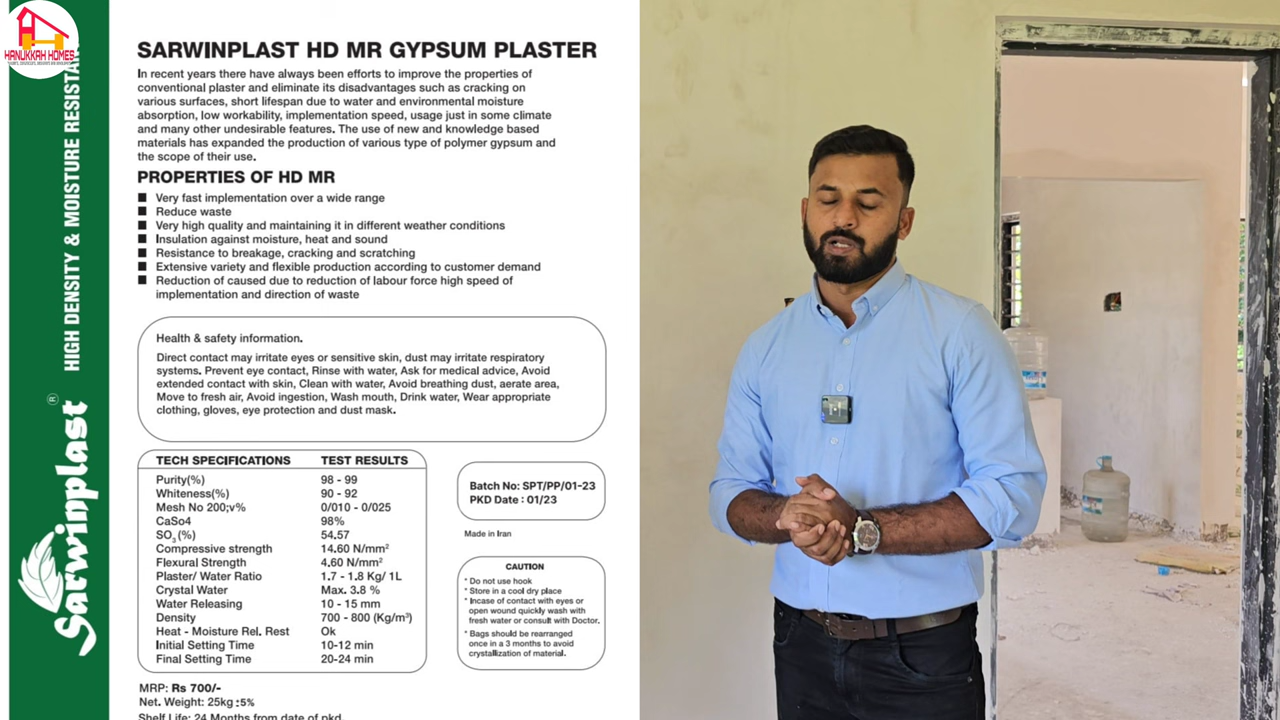 HANUKKAH HOMES
HIGH DENSITY & MOISTURE RESISTA
Sarwinplast ®
SARWINPLAST HD MR GYPSUM PLASTER
In recent years there have always been efforts to improve the properties of
conventional plaster and eliminate its disadvantages such as cracking on
various surfaces, short lifespan due to water and environmental moisture
absorption, low workability, implementation speed, usage just in some climate
and many other undesirable features. The use of new and knowledge based
materials has expanded the production of various type of polymer gypsum and
the scope of their use.
PROPERTIES OF HD MR
■ Very fast implementation over a wide range
■ Reduce waste
■ Very high quality and maintaining it in different weather conditions
■ Insulation against moisture, heat and sound
■ Resistance to breakage, cracking and scratching
■ Extensive variety and flexible production according to customer demand
■ Reduction of caused due to reduction of labour force high speed of
implementation and direction of waste
Health & safety information.
Direct contact may irritate eyes or sensitive skin, dust may irritate respiratory
systems. Prevent eye contact, Rinse with water, Ask for medical advice, Avoid
extended contact with skin, Clean with water, Avoid breathing dust, aerate area,
Move to fresh air, Avoid ingestion, Wash mouth, Drink water, Wear appropriate
clothing, gloves, eye protection and dust mask.
TECH SPECIFICATIONS TEST RESULTS
Purity(%) 98 - 99
Whiteness(%) 90 - 92
Mesh No 200;v% 0/010 - 0/025
CaSo4 98%
SO₃(%) 54.57
Compressive strength 14.60 N/mm²
Flexural Strength 4.60 N/mm²
Plaster/ Water Ratio 1.7 - 1.8 Kg/ 1L
Crystal Water Max. 3.8 %
Water Releasing 10 - 15 mm
Density 700 - 800 (Kg/m³)
Heat - Moisture Rel. Rest Ok
Initial Setting Time 10-12 min
Final Setting Time 20-24 min
Batch No: SPT/PP/01-23
PKD Date : 01/23
Made in Iran
CAUTION
* Do not use hook
* Store in a cool dry place
* Incase of contact with eyes or
open wound quickly wash with
fresh water or consult with Doctor.
* Bags should be rearranged
once in a 3 months to avoid
crystallization of material.
MRP: Rs 700/-
Net. Weight: 25kg :5%
Shelf Life: 24 Months from date of pkd.